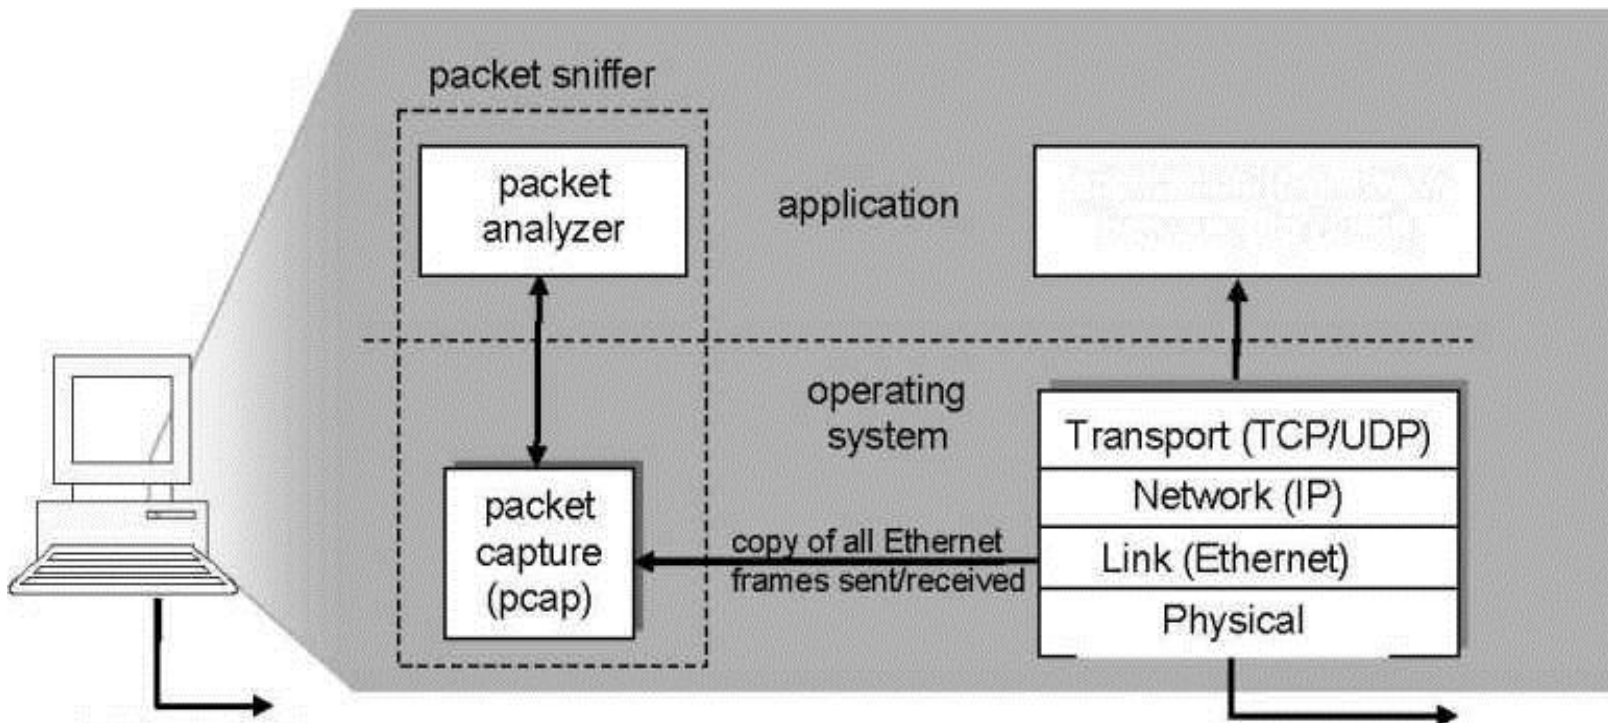 packet sniffer
packet
analyzer
application
operating
system
packet
capture
(pcap)
copy of all Ethernet
frames sent/received
Transport (TCP/UDP)
Network (IP)
Link (Ethernet)
Physical